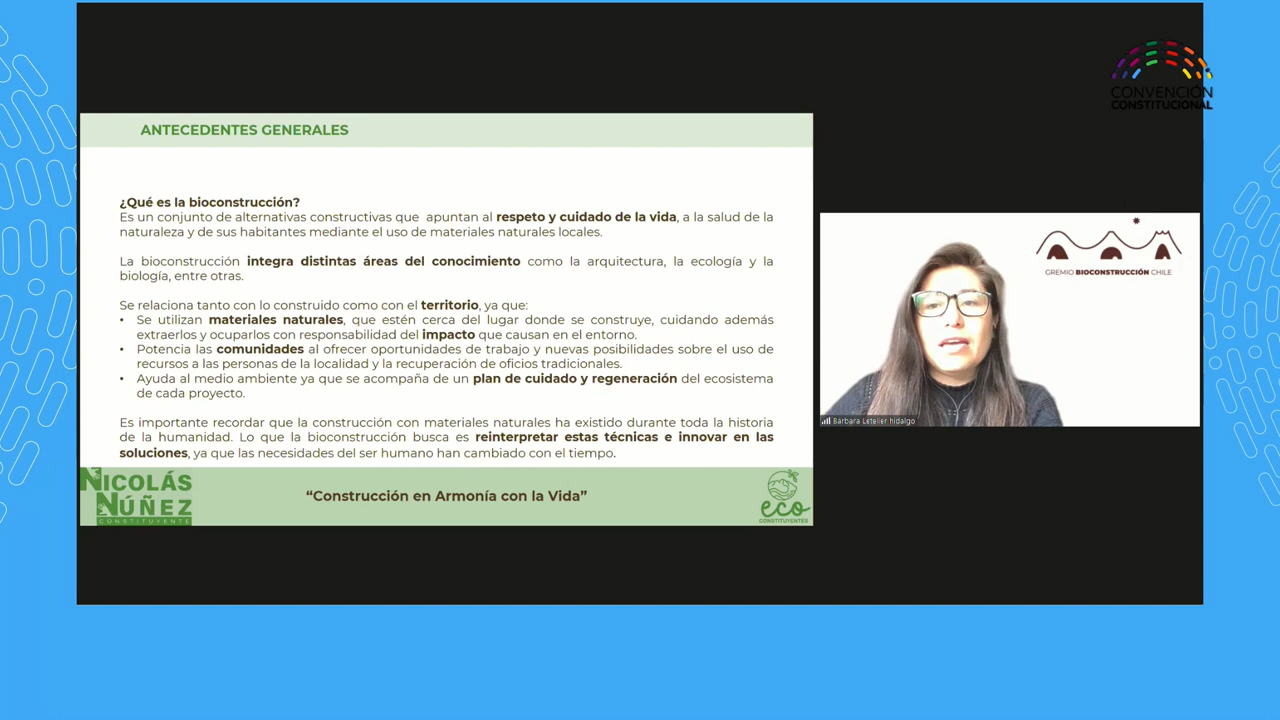 CONVENCIÓN
CONSTITUCIONAL
ANTECEDENTES GENERALES
¿Qué es la bioconstrucción?
Es un conjunto de alternativas constructivas que apuntan al respeto y cuidado de la vida, a la salud de la
naturaleza y de sus habitantes mediante el uso de materiales naturales locales.
La bioconstrucción integra distintas áreas del conocimiento como la arquitectura, la ecología y la
biología, entre otras.
Se relaciona tanto con lo construido como con el territorio, ya que:
• Se utilizan materiales naturales, que estén cerca del lugar donde se construye, cuidando además
extraerlos y ocuparlos con responsabilidad del impacto que causan en el entorno.
• Potencia las comunidades al ofrecer oportunidades de trabajo y nuevas posibilidades sobre el uso de
recursos a las personas de la localidad y la recuperación de oficios tradicionales.
• Ayuda al medio ambiente ya que se acompaña de un plan de cuidado y regeneración del ecosistema
de cada proyecto.
Es importante recordar que la construcción con materiales naturales ha existido durante toda la historia
de la humanidad. Lo que la bioconstrucción busca es reinterpretar estas técnicas e innovar en las
soluciones, ya que las necesidades del ser humano han cambiado con el tiempo.
NICOLÁS
NÚÑEZ
CONSTITUYENTE
“Construcción en Armonía con la Vida”
eco
CONSTITUYENTES
GREMIO BIOCONSTRUCCIÓN CHILE
Bárbara Letelier hidalgo